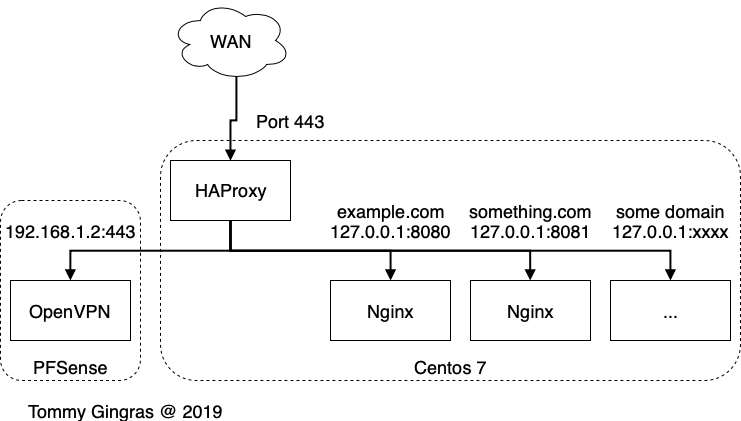 WAN
Port 443
HAProxy
192.168.1.2:443
example.com
127.0.0.1:8080
something.com
127.0.0.1:8081
some domain
127.0.0.1:xxxx
OpenVPN
Nginx
Nginx
...
PFSense
Centos 7
Tommy Gingras @ 2019